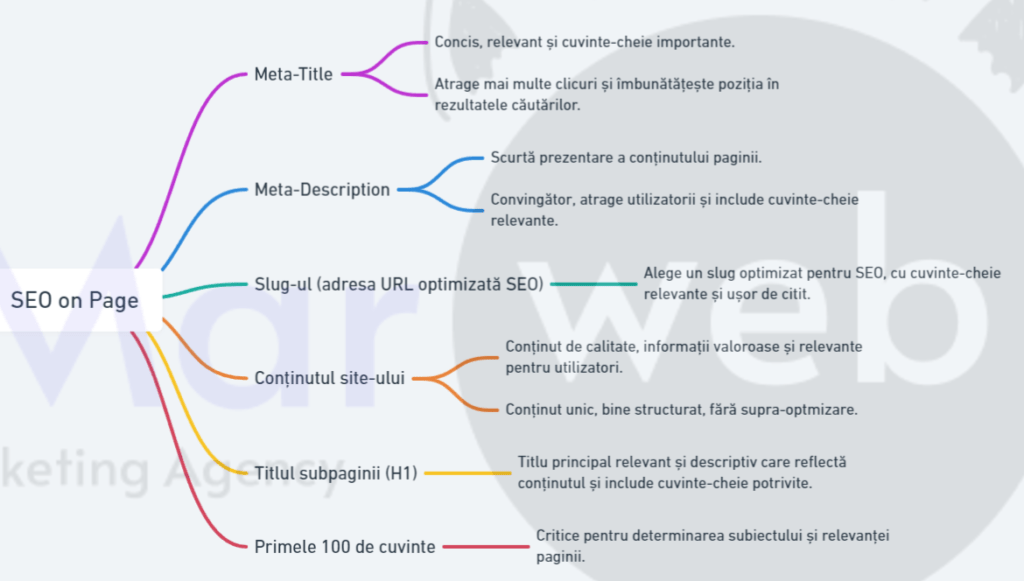 SEO on Page
Meta-Title
Concis, relevant și cuvinte-cheie importante.
Atrage mai multe clicuri și îmbunătățește poziția în
rezultatele căutărilor.
Meta-Description
Scurtă prezentare a conținutului paginii.
Convingător, atrage utilizatorii și include cuvinte-cheie
relevante.
Slug-ul (adresa URL optimizată SEO)
Alege un slug optimizat pentru SEO, cu cuvinte-cheie
relevante și ușor de citit.
Conținutul site-ului
Conținut de calitate, informații valoroase și relevante
pentru utilizatori.
Conținut unic, bine structurat, fără supra-optmizare.
Titlul subpaginii (H1)
Titlu principal relevant și descriptiv care reflectă
conținutul și include cuvinte-cheie potrivite.
Primele 100 de cuvinte
Critice pentru determinarea subiectului și relevanței
paginii.
Mar web
keting Agency